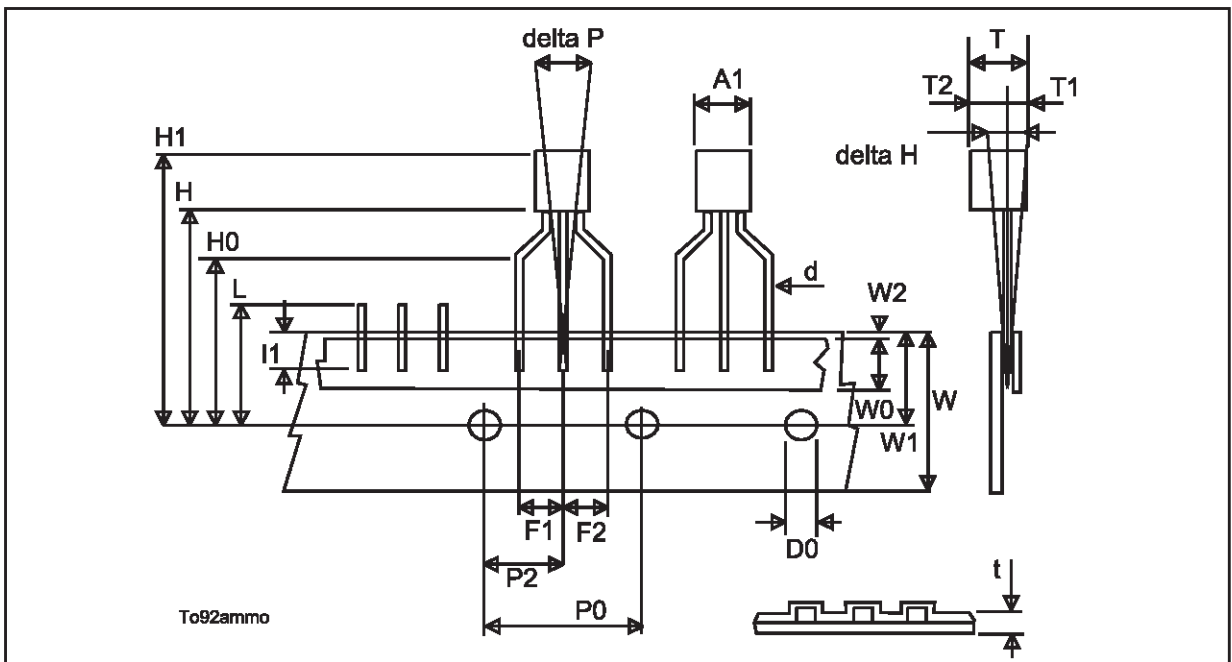 delta P
T
A1
T2
T1
H1
delta H
H
H0
d
L
W2
I1
W0
W
W1
F1
F2
D0
P2
t
P0
To92ammo